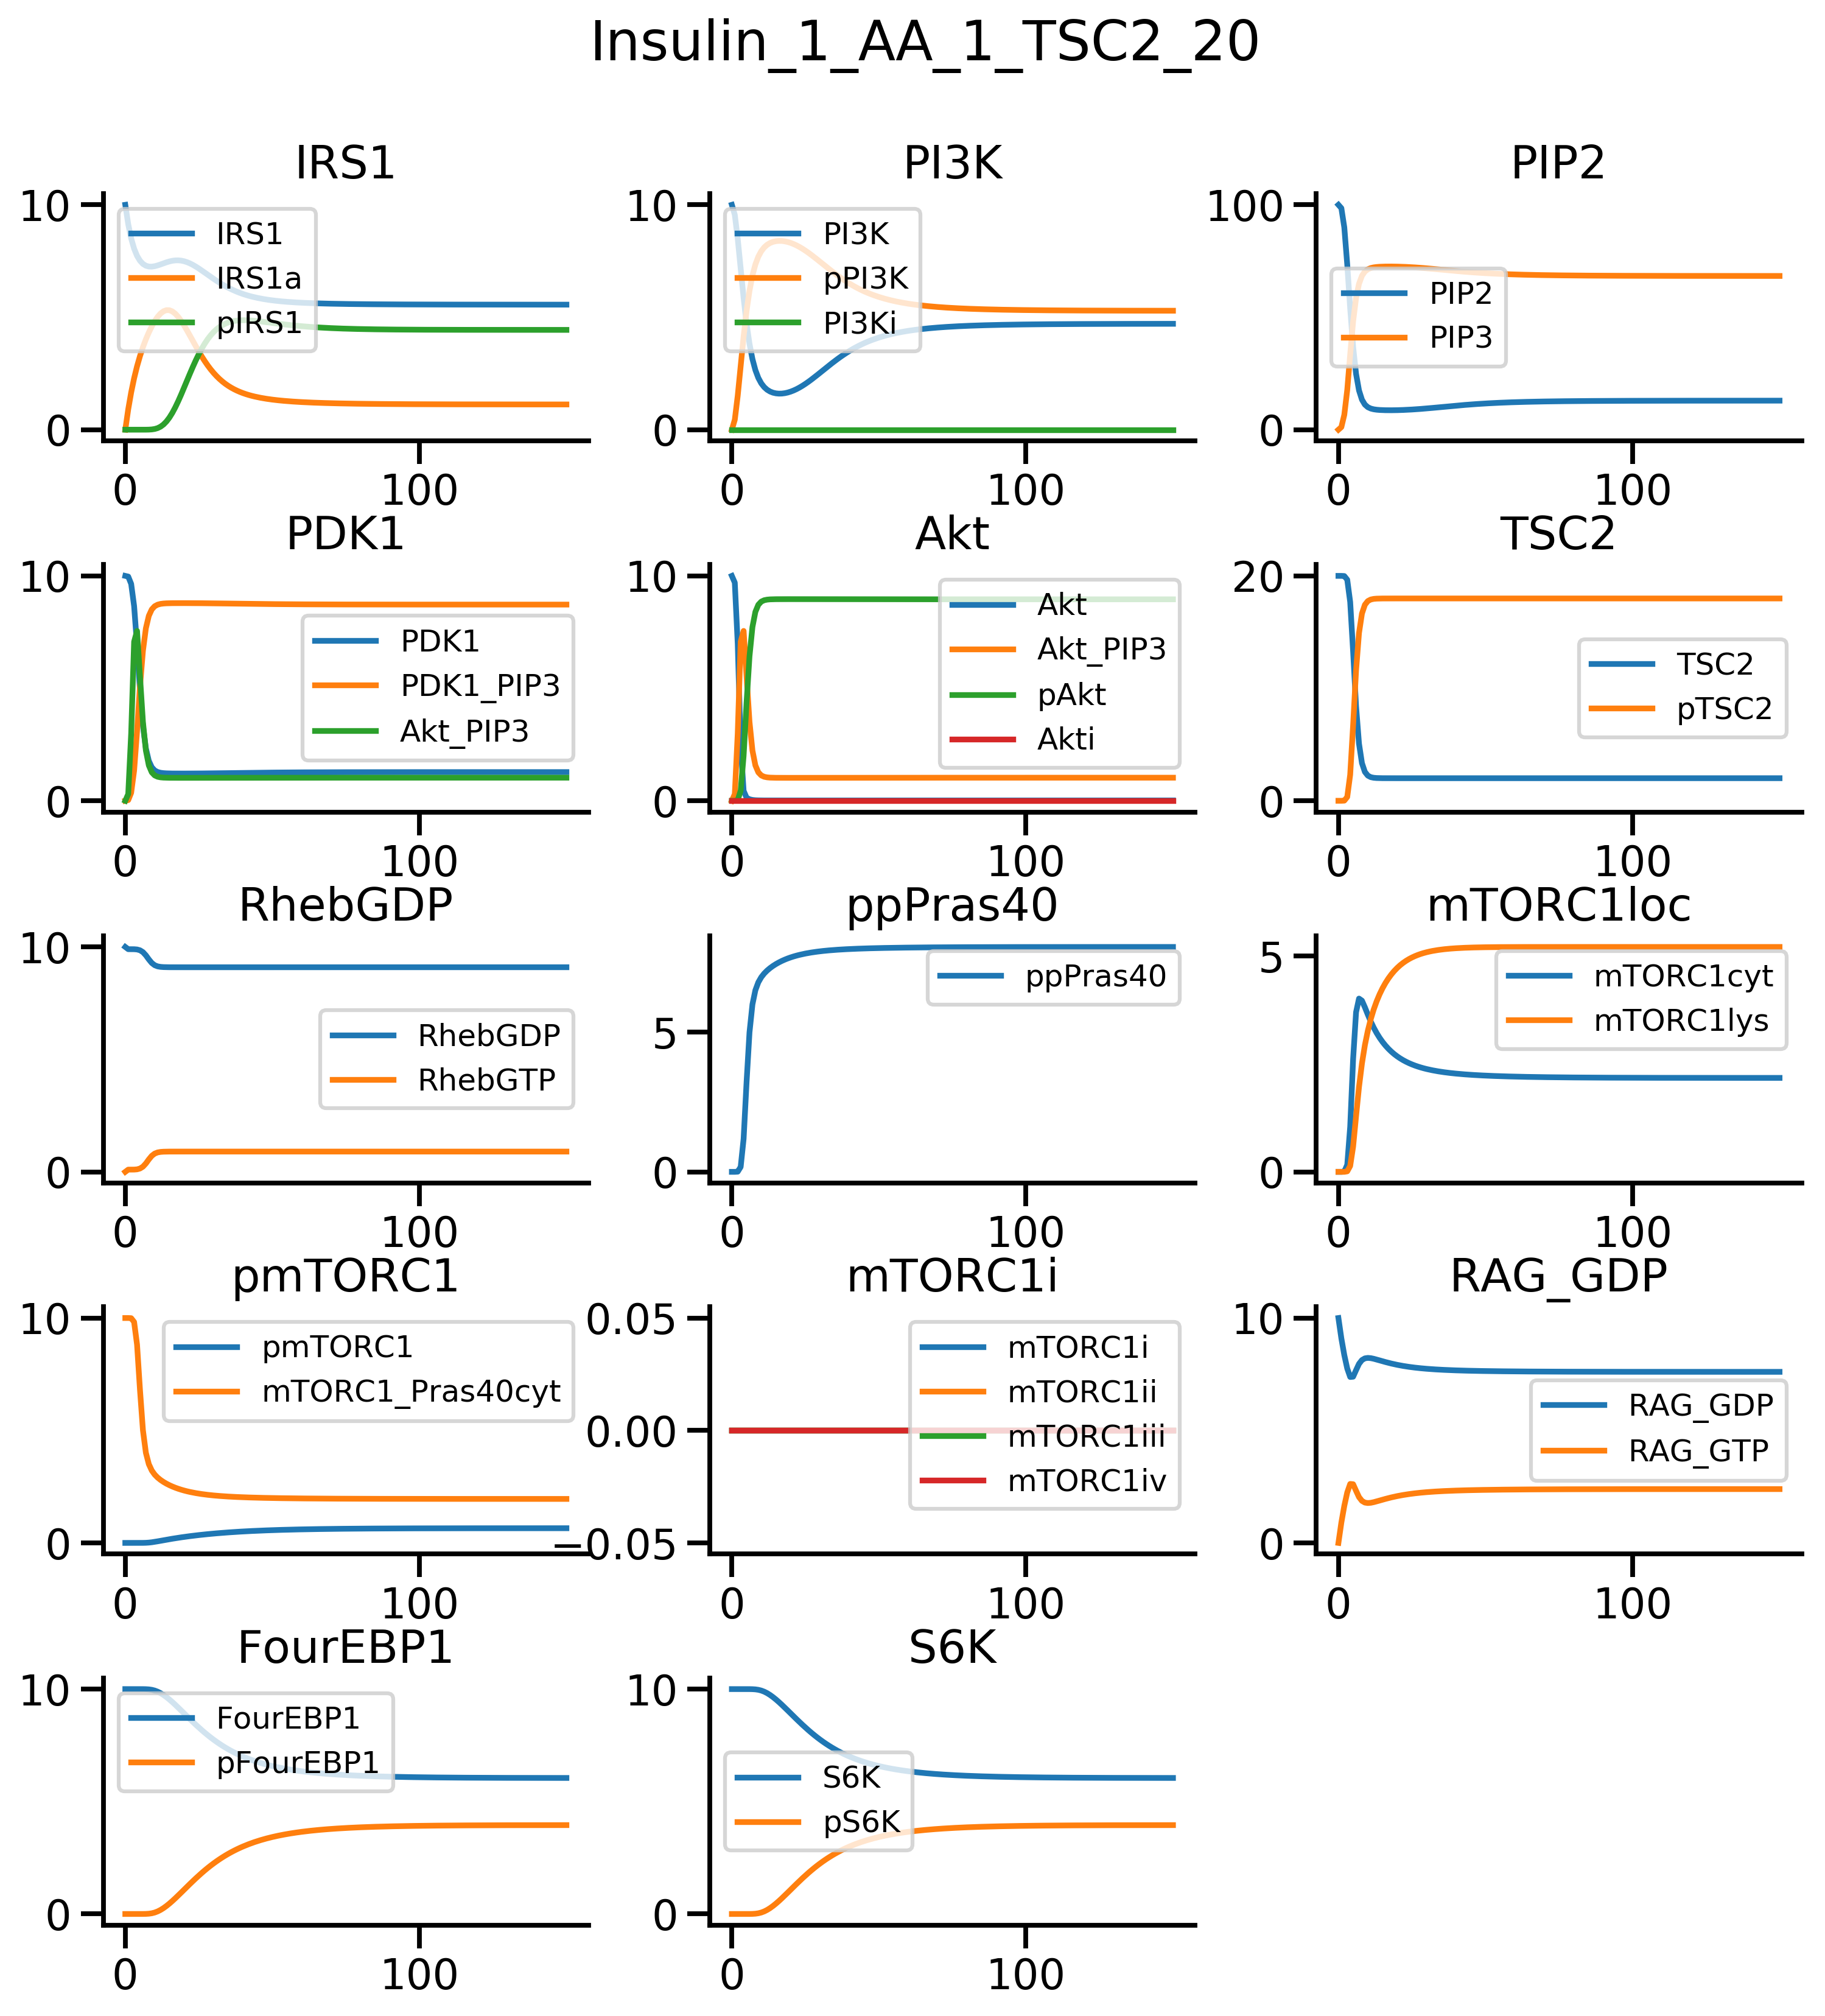 Insulin_1_AA_1_TSC2_20
IRS1
10
0
0
100
IRS1
IRS1a
pIRS1
PI3K
10
0
0
100
PI3K
pPI3K
PI3Ki
PIP2
100
0
0
100
PIP2
PIP3
PDK1
10
0
0
100
PDK1
PDK1_PIP3
Akt_PIP3
Akt
10
0
0
100
Akt
Akt_PIP3
pAkt
Akti
TSC2
20
0
0
100
TSC2
pTSC2
RhebGDP
10
0
0
100
RhebGDP
RhebGTP
ppPras40
5
0
0
100
ppPras40
mTORC1loc
5
0
0
100
mTORC1cyt
mTORC1lys
pmTORC1
10
0
0
100
pmTORC1
mTORC1_Pras40cyt
mTORC1i
0.05
0.00
−0.05
0
100
mTORC1i
mTORC1ii
mTORC1iii
mTORC1iv
RAG_GDP
10
0
0
100
RAG_GDP
RAG_GTP
FourEBP1
10
0
0
100
FourEBP1
pFourEBP1
S6K
10
0
0
100
S6K
pS6K